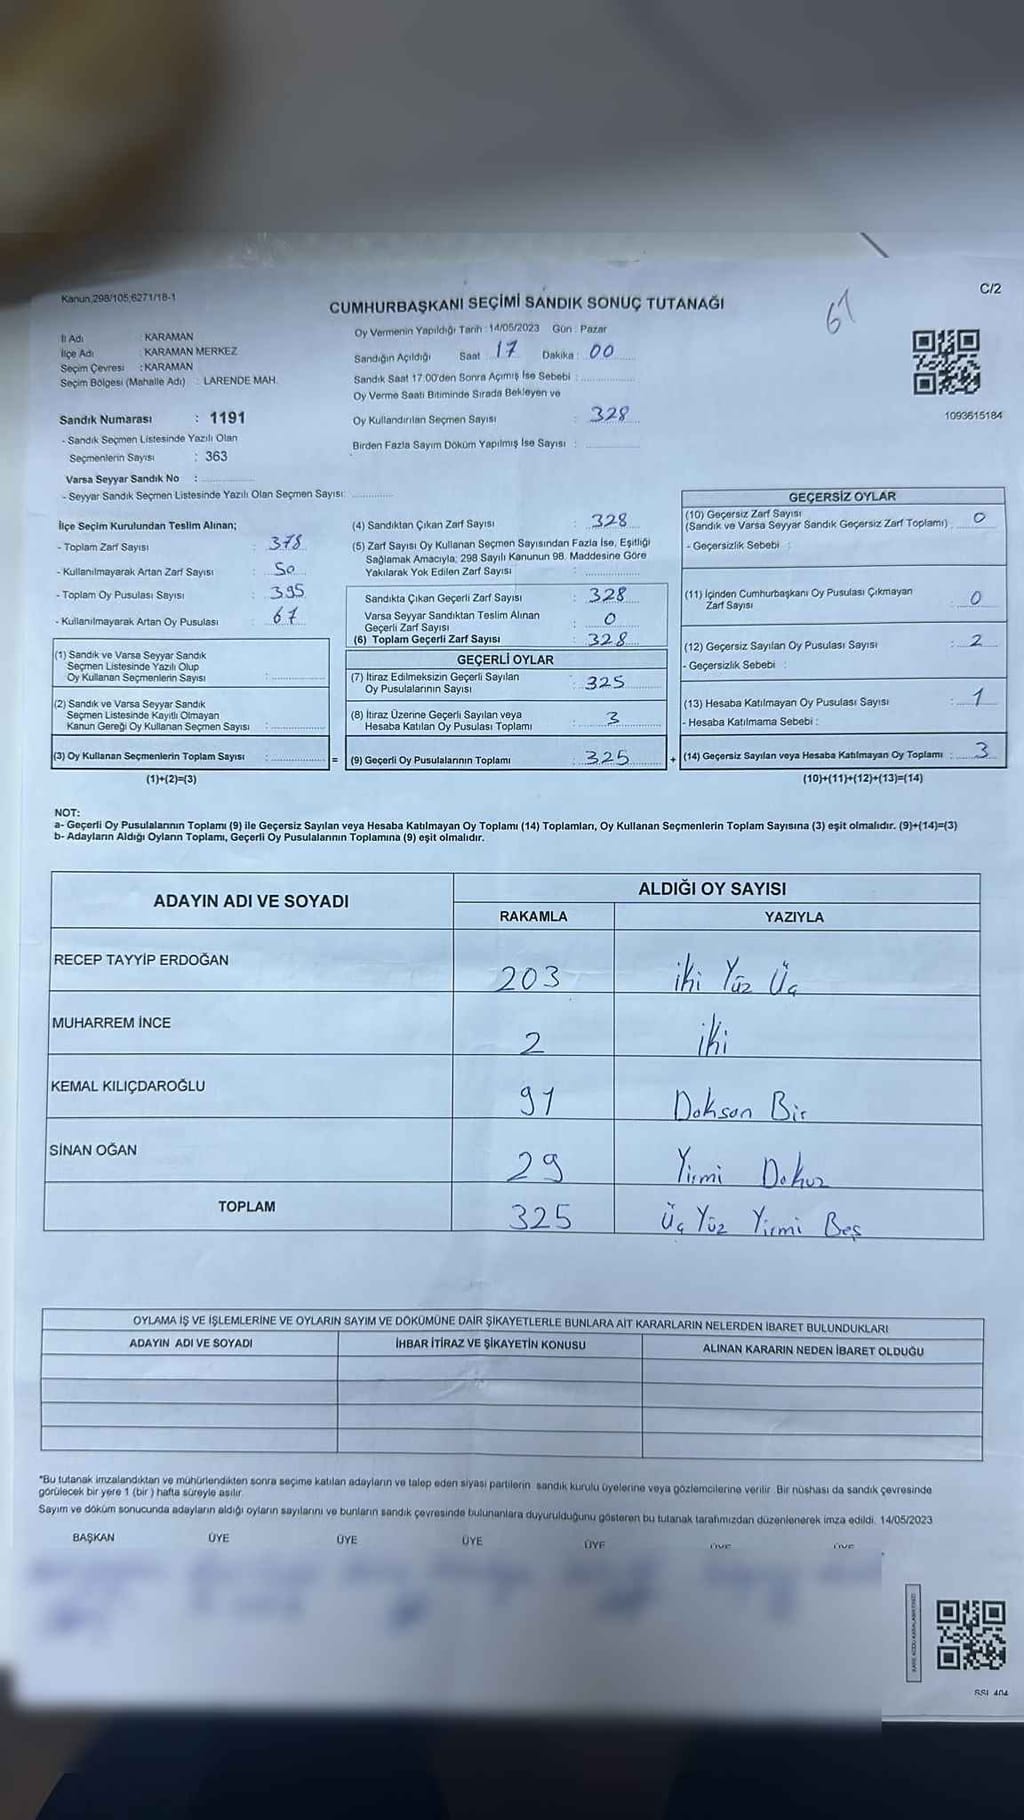 Kanun,298/105,6271/18-1
C/2
CUMHURBAŞKANI SEÇİMİ SANDIK SONUÇ TUTANAĞI
67
İl Adı : KARAMAN
İlçe Adı : KARAMAN MERKEZ
Seçim Çevresi : KARAMAN
Seçim Bölgesi (Mahalle Adı) : LARENDE MAH.
Sandık Numarası : 1191
- Sandık Seçmen Listesinde Yazılı Olan
Seçmenlerin Sayısı : 363
Varsa Seyyar Sandık No :
- Seyyar Sandık Seçmen Listesinde Yazılı Olan Seçmen Sayısı:
Oy Vermenin Yapıldığı Tarih : 14/05/2023 Gün : Pazar
Sandığın Açıldığı Saat 17 Dakika : 00
Sandık Saat 17.00'den Sonra Açımış İse Sebebi :
Oy Verme Saati Bitiminde Sırada Bekleyen ve
Oy Kullandırılan Seçmen Sayısı : 328
Birden Fazla Sayım Döküm Yapılmış İse Sayısı :
1093615184
İlçe Seçim Kurulundan Teslim Alınan;
- Toplam Zarf Sayısı : 378
- Kullanılmayarak Artan Zarf Sayısı : 50
- Toplam Oy Pusulası Sayısı : 395
- Kullanılmayarak Artan Oy Pusulası : 67
(1) Sandık ve Varsa Seyyar Sandık
Seçmen Listesinde Yazılı Olup
Oy Kullanan Seçmenlerin Sayısı :
(2) Sandık ve Varsa Seyyar Sandık
Seçmen Listesinde Kayıtlı Olmayan
Kanun Gereği Oy Kullanan Seçmen Sayısı :
(3) Oy Kullanan Seçmenlerin Toplam Sayısı :
(1)+(2)=(3)
(4) Sandıktan Çıkan Zarf Sayısı : 328
(5) Zarf Sayısı Oy Kullanan Seçmen Sayısından Fazla İse, Eşitliği
Sağlamak Amacıyla; 298 Sayılı Kanunun 98. Maddesine Göre
Yakılarak Yok Edilen Zarf Sayısı :
Sandıkta Çıkan Geçerli Zarf Sayısı : 328
Varsa Seyyar Sandıktan Teslim Alınan
Geçerli Zarf Sayısı : 0
(6) Toplam Geçerli Zarf Sayısı : 328
GEÇERLİ OYLAR
(7) İtiraz Edilmeksizin Geçerli Sayılan
Oy Pusulalarının Sayısı : 325
(8) İtiraz Üzerine Geçerli Sayılan veya
Hesaba Katılan Oy Pusulası Toplamı : 3
= (9) Geçerli Oy Pusulalarının Toplamı : 325 +
GEÇERSİZ OYLAR
(10) Geçersiz Zarf Sayısı
(Sandık ve Varsa Seyyar Sandık Geçersiz Zarf Toplamı) : 0
- Geçersizlik Sebebi :
(11) İçinden Cumhurbaşkanı Oy Pusulası Çıkmayan
Zarf Sayısı : 0
(12) Geçersiz Sayılan Oy Pusulası Sayısı : 2
- Geçersizlik Sebebi :
(13) Hesaba Katılmayan Oy Pusulası Sayısı : 1
- Hesaba Katılmama Sebebi :
(14) Geçersiz Sayılan veya Hesaba Katılmayan Oy Toplamı : 3
(10)+(11)+(12)+(13)=(14)
NOT:
a- Geçerli Oy Pusulalarının Toplamı (9) ile Geçersiz Sayılan veya Hesaba Katılmayan Oy Toplamı (14) Toplamları, Oy Kullanan Seçmenlerin Toplam Sayısına (3) eşit olmalıdır. (9)+(14)=(3)
b- Adayların Aldığı Oyların Toplamı, Geçerli Oy Pusulalarının Toplamına (9) eşit olmalıdır.
ADAYIN ADI VE SOYADI
ALDIĞI OY SAYISI
RAKAMLA YAZIYLA
RECEP TAYYİP ERDOĞAN 203 iki Yüz Üç
MUHARREM İNCE 2 iki
KEMAL KILIÇDAROĞLU 91 Doksan Bir
SİNAN OĞAN 29 Yirmi Dokuz
TOPLAM 325 Üç Yüz Yirmi Beş
OYLAMA İŞ VE İŞLEMLERİNE VE OYLARIN SAYIM VE DÖKÜMÜNE DAİR ŞİKAYETLERLE BUNLARA AİT KARARLARIN NELERDEN İBARET BULUNDUKLARI
ADAYIN ADI VE SOYADI İHBAR İTİRAZ VE ŞİKAYETİN KONUSU ALINAN KARARIN NEDEN İBARET OLDUĞU
*Bu tutanak imzalandıktan ve mühürlendikten sonra seçime katılan adayların ve talep eden siyasi partilerin sandık kurulu üyelerine veya gözlemcilerine verilir. Bir nüshası da sandık çevresinde
görülecek bir yere 1 (bir) hafta süreyle asılır.
Sayım ve döküm sonucunda adayların aldığı oyların sayılarını ve bunların sandık çevresinde bulunanlara duyurulduğunu gösteren bu tutanak tarafımızdan düzenlenerek imza edildi. 14/05/2023
BAŞKAN ÜYE ÜYE ÜYE ÜYE ÜYE ÜYE